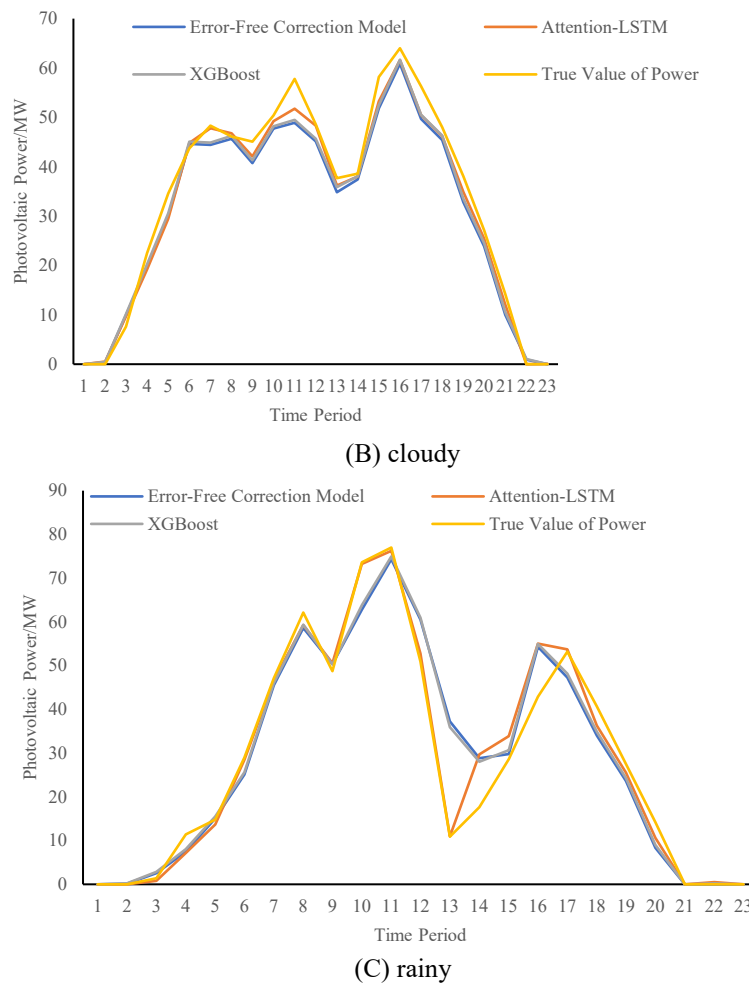 70
60
50
40
30
20
10
0
Photovoltaic Power/MW
Error-Free Correction Model
Attention-LSTM
XGBoost
True Value of Power
1 2 3 4 5 6 7 8 9 10 11 12 13 14 15 16 17 18 19 20 21 22 23
Time Period
(B) cloudy
90
80
70
60
50
40
30
20
10
0
Photovoltaic Power/MW
Error-Free Correction Model
Attention-LSTM
XGBoost
True Value of Power
1 2 3 4 5 6 7 8 9 10 11 12 13 14 15 16 17 18 19 20 21 22 23
Time Period
(C) rainy